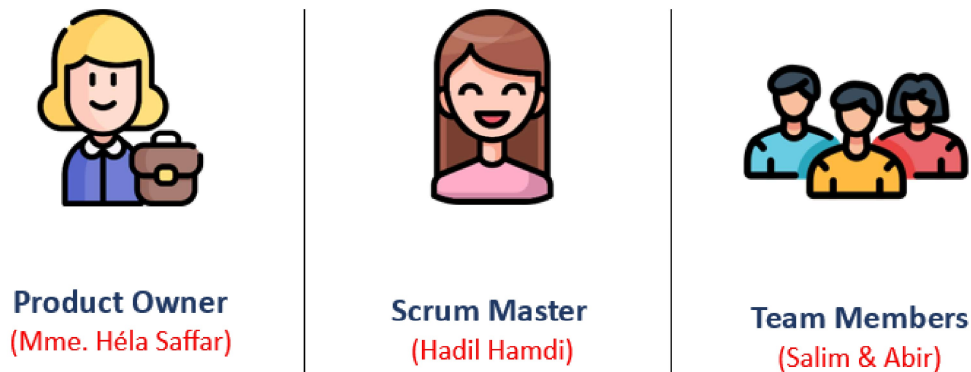 Product Owner
(Mme. Héla Saffar)
Scrum Master
(Hadil Hamdi)
Team Members
(Salim & Abir)